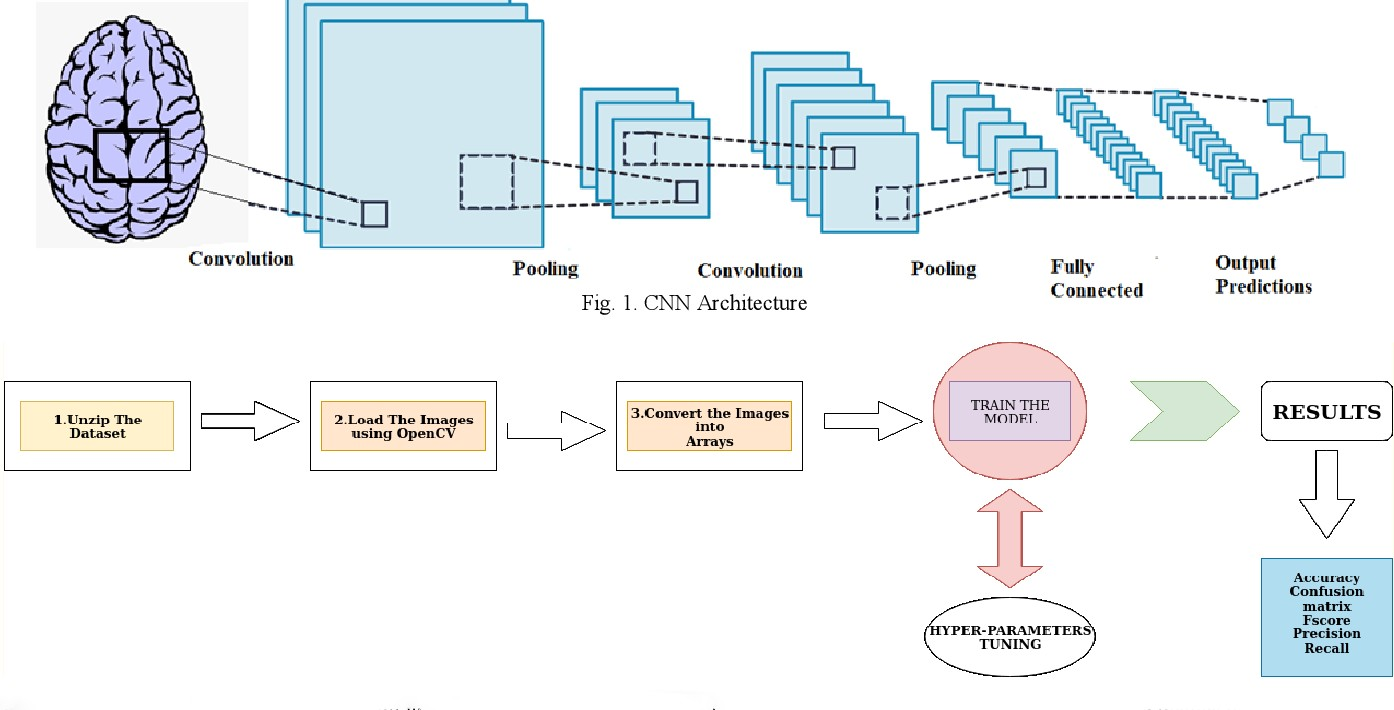 Convolution
Pooling
Convolution
Pooling
Fully
Connected
Output
Predictions
Fig. 1. CNN Architecture
1.Unzip The
Dataset
2.Load The Images
using OpenCV
3.Convert the Images
into
Arrays
TRAIN THE
MODEL
RESULTS
HYPER-PARAMETERS
TUNING
Accuracy
Confusion
matrix
Fscore
Precision
Recall